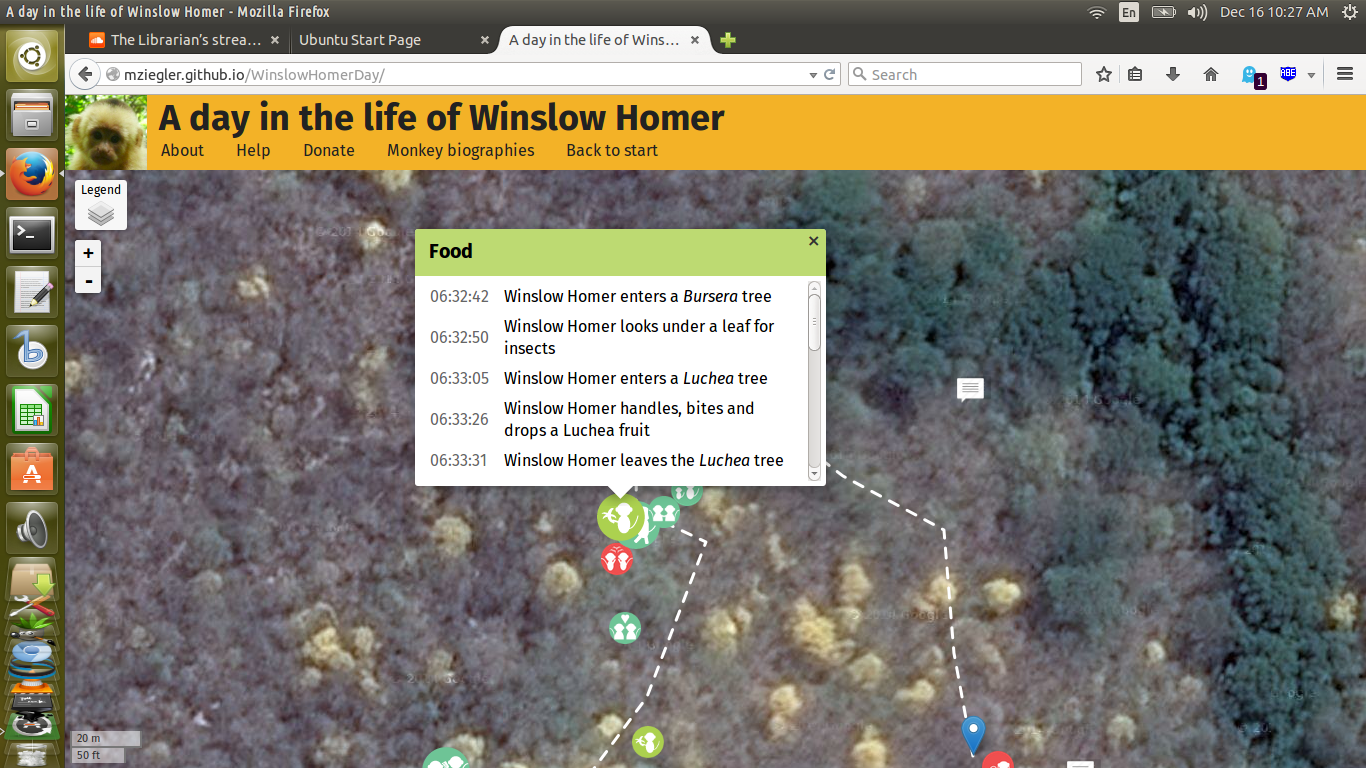 A day in the life of Winslow Homer - Mozilla Firefox
En
Dec 16 10:27 AM
The Librarian's strea...
Ubuntu Start Page
A day in the life of Wins...
mziegler.github.io/WinslowHomerDay/
Search
1
ABE
A day in the life of Winslow Homer
About Help Donate Monkey biographies Back to start
Legend
+
-
Food
06:32:42 Winslow Homer enters a Bursera tree
06:32:50 Winslow Homer looks under a leaf for
insects
06:33:05 Winslow Homer enters a Luchea tree
06:33:26 Winslow Homer handles, bites and
drops a Luchea fruit
06:33:31 Winslow Homer leaves the Luchea tree
20 m
50 ft